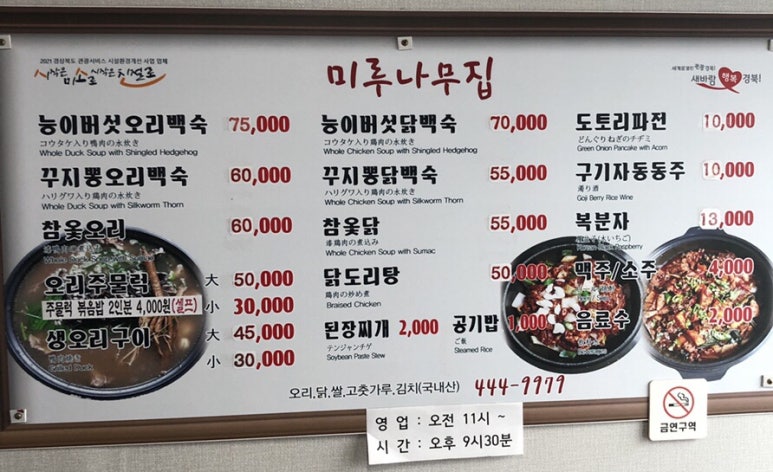 2021 경상북도 관광서비스 시설환경개선 사업 업체
시작은 미소로 시작은 친절로
미루나무집
새바람 행복 경북!
능이버섯오리백숙 75,000
コウタケ入り鴨肉の水炊き
Whole Duck Soup with Shingled Hedgehog
꾸지뽕오리백숙 60,000
ハリグワ入り鴨肉の水炊き
Whole Duck Soup with Silkworm Thorn
참옻오리 60,000
오리주물럭 大 50,000
주물럭 볶음밥 2인분 4,000원(셀프) 小 30,000
생오리구이 大 45,000
小 30,000
능이버섯닭백숙 70,000
コウタケ入り鶏肉の水炊き
Whole Chicken Soup with Shingled Hedgehog
꾸지뽕닭백숙 55,000
ハリグワ入り鶏肉の水炊き
Whole Chicken Soup with Silkworm Thorn
참옻닭 55,000
漆鶏肉の煮込み
Whole Chicken Soup with Sumac
닭도리탕 50,000
鶏肉の炒め煮
Braised Chicken
된장찌개 2,000
テンジャンチゲ
Soybean Paste Stew
공기밥 1,000
ご飯
Steamed Rice
도토리파전 10,000
どんぐりねぎのチヂミ
Green Onion Pancake with Acorn
구기자동동주 10,000
濁り酒
Goji Berry Rice Wine
복분자 13,000
맥주/소주 4,000
음료수 2,000
오리,닭,쌀,고춧가루,김치(국내산) 444-9979
영 업 : 오전 11시 ~
시 간 : 오후 9시30분
금연구역